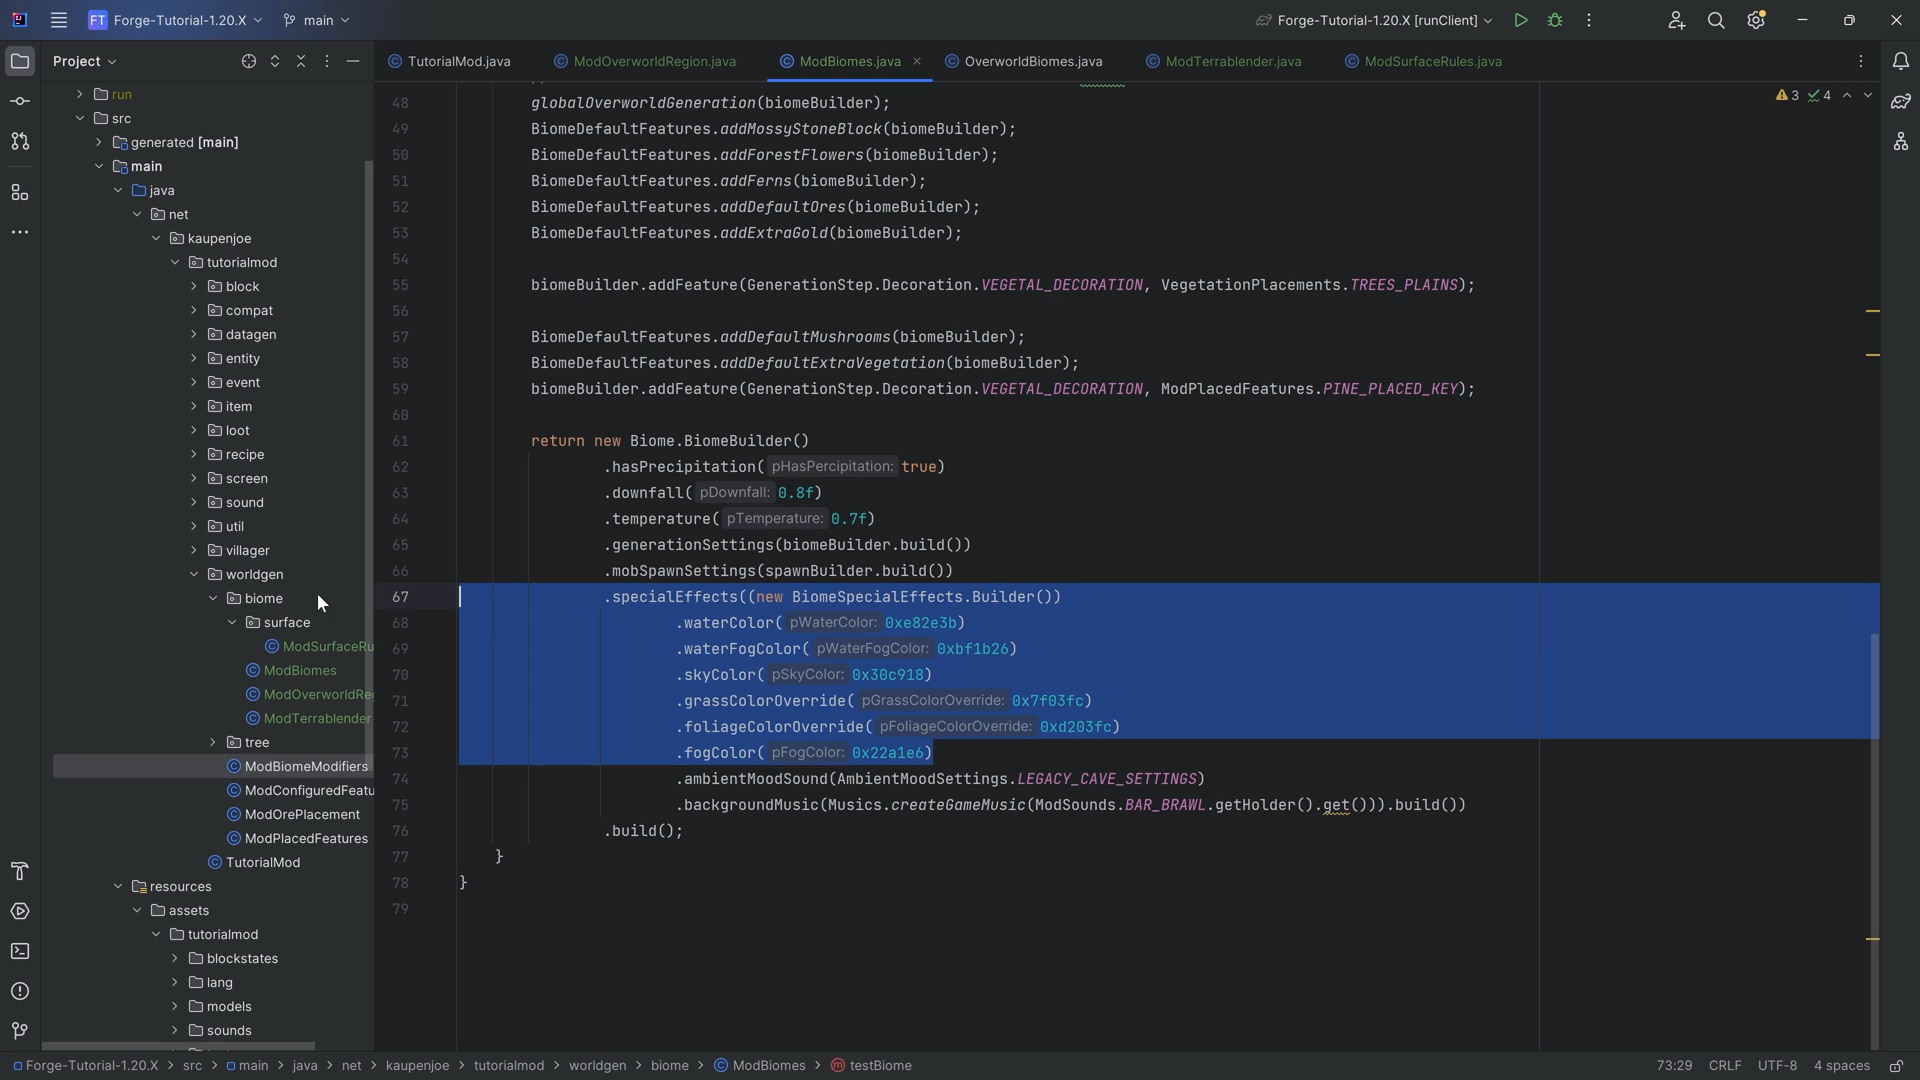 FT Forge-Tutorial-1.20.X main Forge-Tutorial-1.20.X [runClient]
Project
TutorialMod.java ModOverworldRegion.java ModBiomes.java OverworldBiomes.java ModTerrablender.java ModSurfaceRules.java
3 4
run
src
generated [main]
main
java
net
kaupenjoe
tutorialmod
block
compat
datagen
entity
event
item
loot
recipe
screen
sound
util
villager
worldgen
biome
surface
ModSurfaceRu
ModBiomes
ModOverworldReg
ModTerrablender
tree
ModBiomeModifiers
ModConfiguredFeatu
ModOrePlacement
ModPlacedFeatures
TutorialMod
resources
assets
tutorialmod
blockstates
lang
models
sounds
48 globalOverworldGeneration(biomeBuilder);
49 BiomeDefaultFeatures.addMossyStoneBlock(biomeBuilder);
50 BiomeDefaultFeatures.addForestFlowers(biomeBuilder);
51 BiomeDefaultFeatures.addFerns(biomeBuilder);
52 BiomeDefaultFeatures.addDefaultOres(biomeBuilder);
53 BiomeDefaultFeatures.addExtraGold(biomeBuilder);
54
55 biomeBuilder.addFeature(GenerationStep.Decoration.VEGETAL_DECORATION, VegetationPlacements.TREES_PLAINS);
56
57 BiomeDefaultFeatures.addDefaultMushrooms(biomeBuilder);
58 BiomeDefaultFeatures.addDefaultExtraVegetation(biomeBuilder);
59 biomeBuilder.addFeature(GenerationStep.Decoration.VEGETAL_DECORATION, ModPlacedFeatures.PINE_PLACED_KEY);
60
61 return new Biome.BiomeBuilder()
62 .hasPrecipitation( pHasPercipitation: true)
63 .downfall( pDownfall: 0.8f)
64 .temperature( pTemperature: 0.7f)
65 .generationSettings(biomeBuilder.build())
66 .mobSpawnSettings(spawnBuilder.build())
67 .specialEffects((new BiomeSpecialEffects.Builder())
68 .waterColor( pWaterColor: 0xe82e3b)
69 .waterFogColor( pWaterFogColor: 0xbf1b26)
70 .skyColor( pSkyColor: 0x30c918)
71 .grassColorOverride( pGrassColorOverride: 0x7f03fc)
72 .foliageColorOverride( pFoliageColorOverride: 0xd203fc)
73 .fogColor( pFogColor: 0x22a1e6)
74 .ambientMoodSound(AmbientMoodSettings.LEGACY_CAVE_SETTINGS)
75 .backgroundMusic(Musics.createGameMusic(ModSounds.BAR_BRAWL.getHolder().get())).build())
76 .build();
77 }
78 }
79
Forge-Tutorial-1.20.X > src > main > java > net > kaupenjoe > tutorialmod > worldgen > biome > ModBiomes > testBiome 73:29 CRLF UTF-8 4 spaces